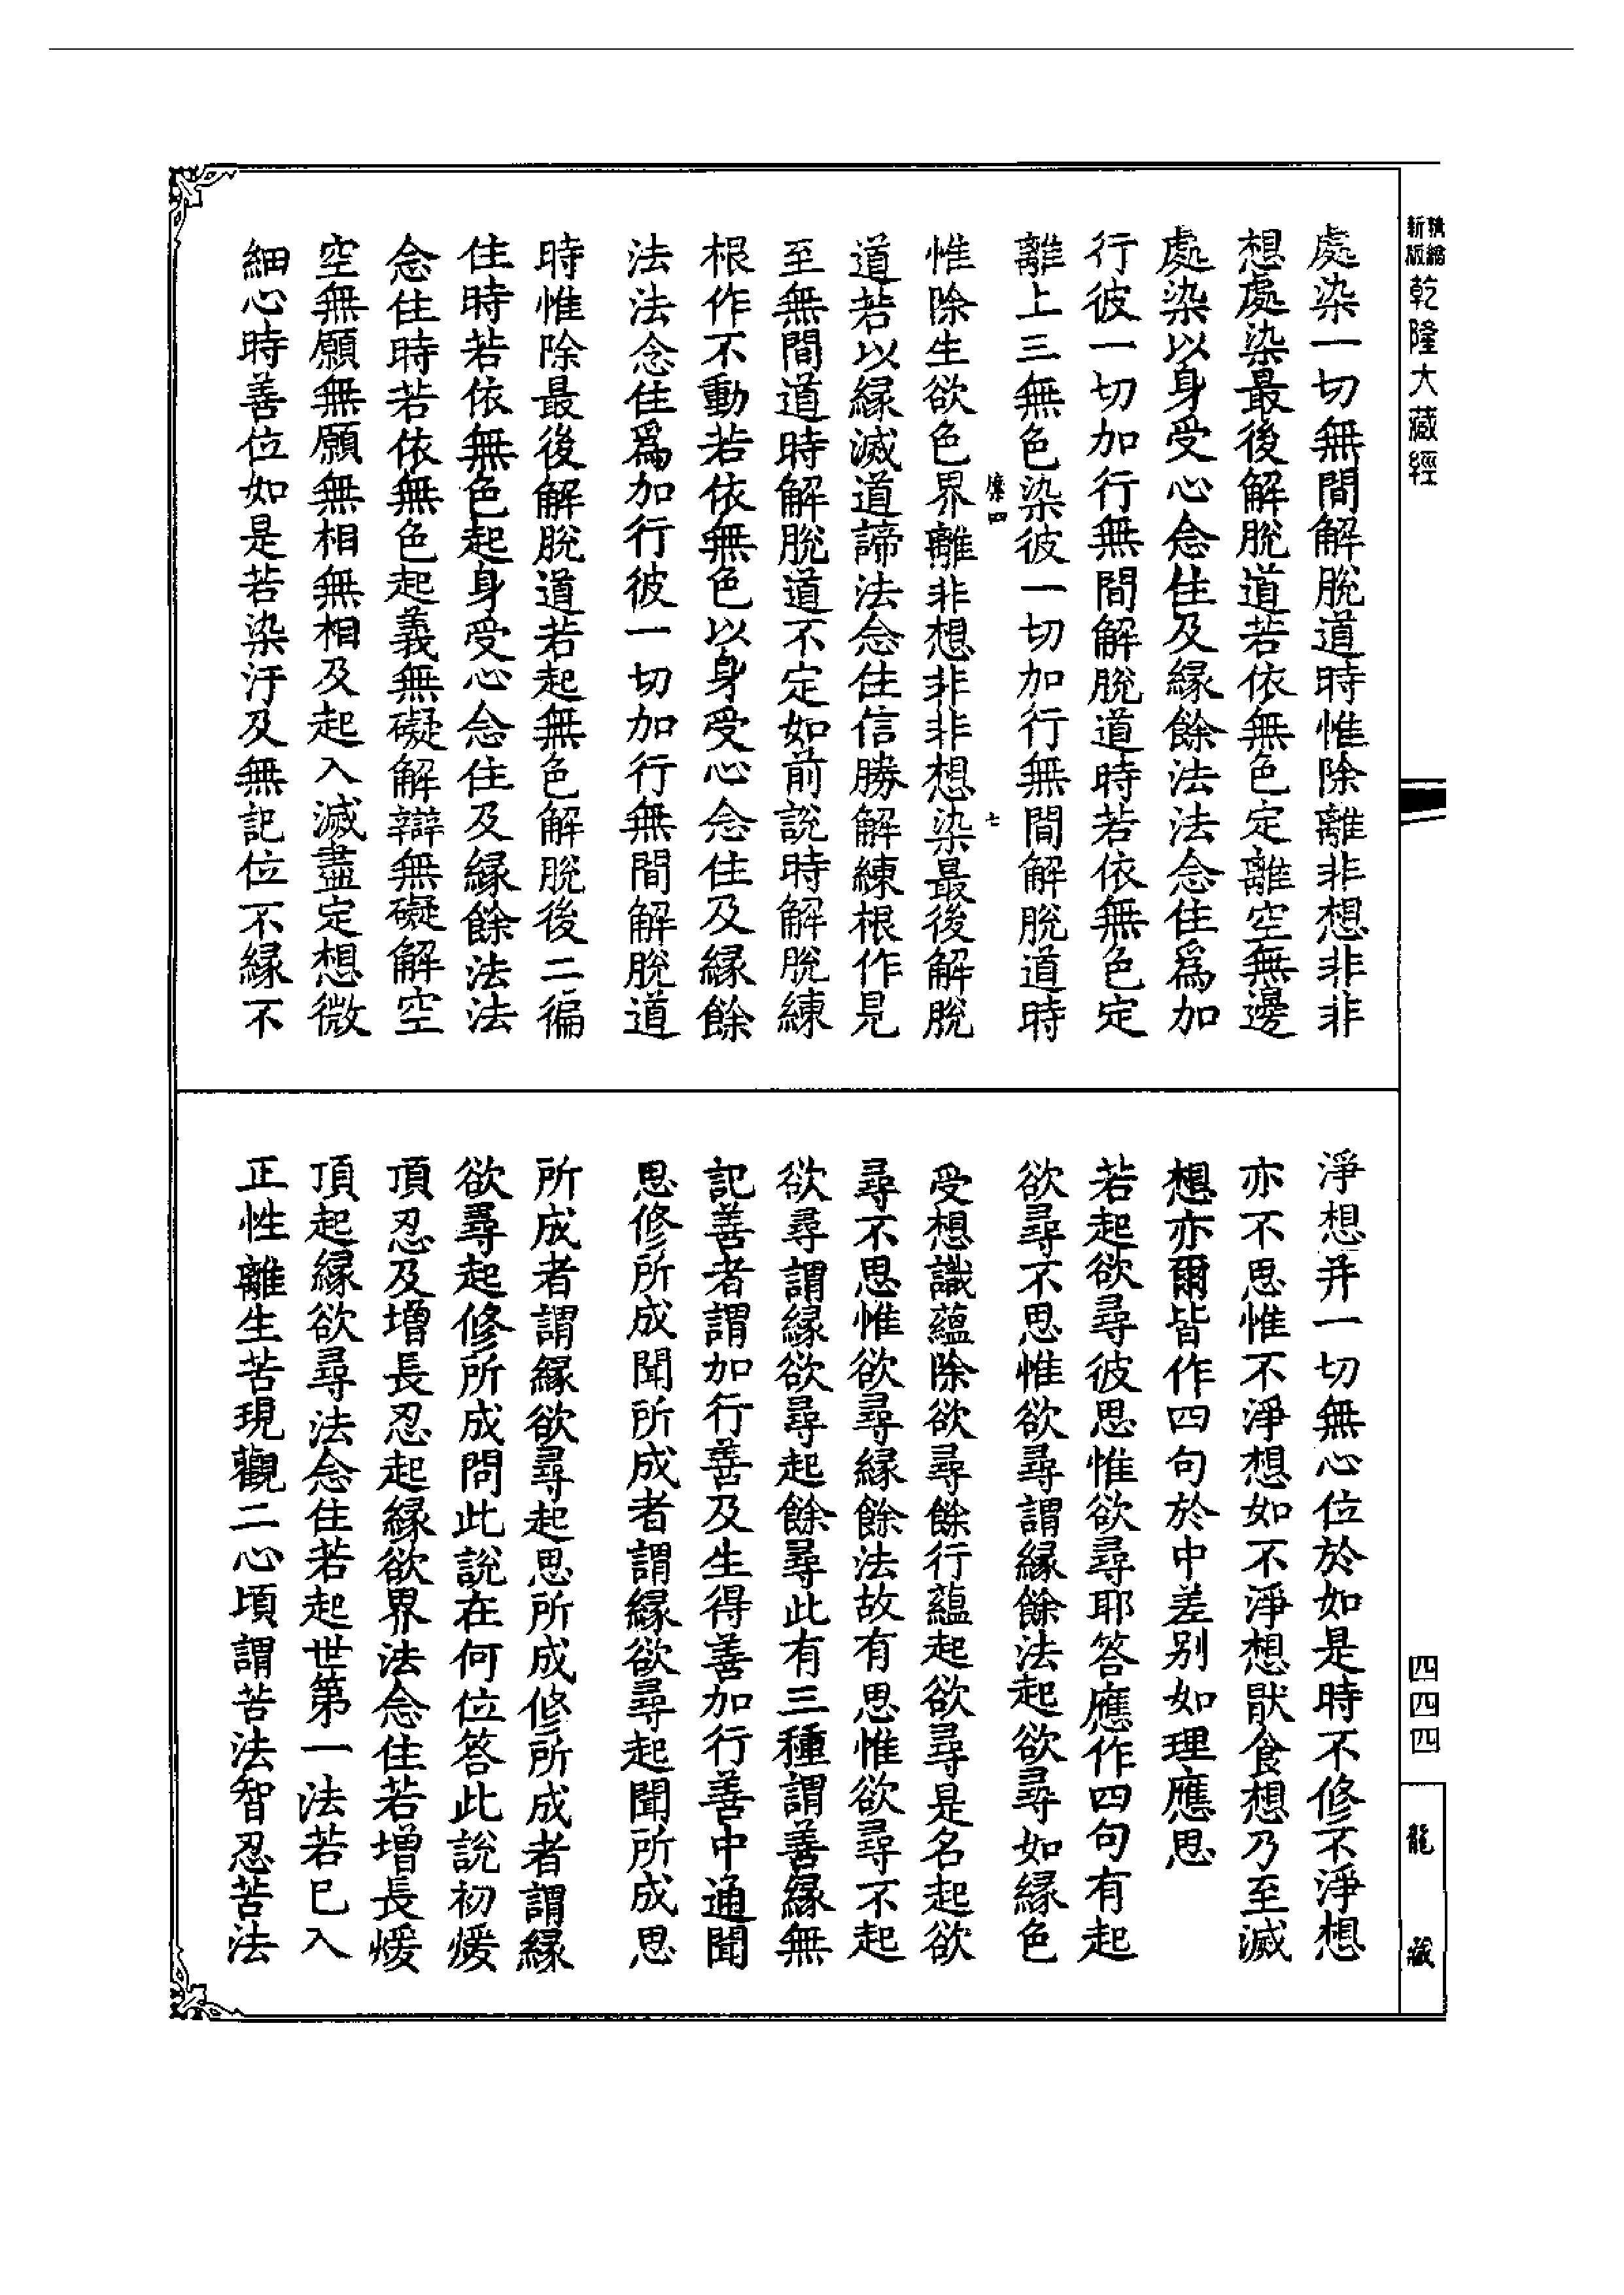 新版
精繕
乾隆大藏經
四四四
龍藏
處染一切無間解脫道時惟除離非想非非
想處染最後解脫道若依無色定離空無邊
處染以身受心念住及緣餘法法念住爲加
行彼一切加行無間解脫道時若依無色定
離上三無色染彼一切加行無間解脫道時
四
七
惟除生欲色界離非想非非想染最後解脫
道若以緣滅道諦法念住信勝解練根作見
至無間道時解脫道不定如前說時解脫練
根作不動若依無色以身受心念住及緣餘
法法念住爲加行彼一切加行無間解脫道
時惟除最後解脫道若起無色解脫後二徧
住時若依無色起身受心念住及緣餘法法
念住時若依無色起義無礙解辯無礙解空
空無願無願無相無相及起入滅盡定想微
細心時善位如是若染汙及無記位不緣不
淨想并一切無心位於如是時不修不淨想
亦不思惟不淨想如不淨想猒食想乃至滅
想亦爾皆作四句於中差别如理應思
若起欲尋彼思惟欲尋耶答應作四句有起
欲尋不思惟欲尋謂緣餘法起欲尋如緣色
受想識蘊除欲尋餘行蘊起欲尋是名起欲
尋不思惟欲尋緣餘法故有思惟欲尋不起
欲尋謂緣欲尋起餘尋此有三種謂善緣無
記善者謂加行善及生得善加行善中通聞
思修所成聞所成者謂緣欲尋起聞所成思
所成者謂緣欲尋起思所成修所成者謂緣
欲尋起修所成問此說在何位答此說初煖
頂忍及增長忍起緣欲界法念住若增長煖
頂起緣欲尋法念住若起世第一法若已入
正性離生苦現觀二心頃謂苦法智忍苦法